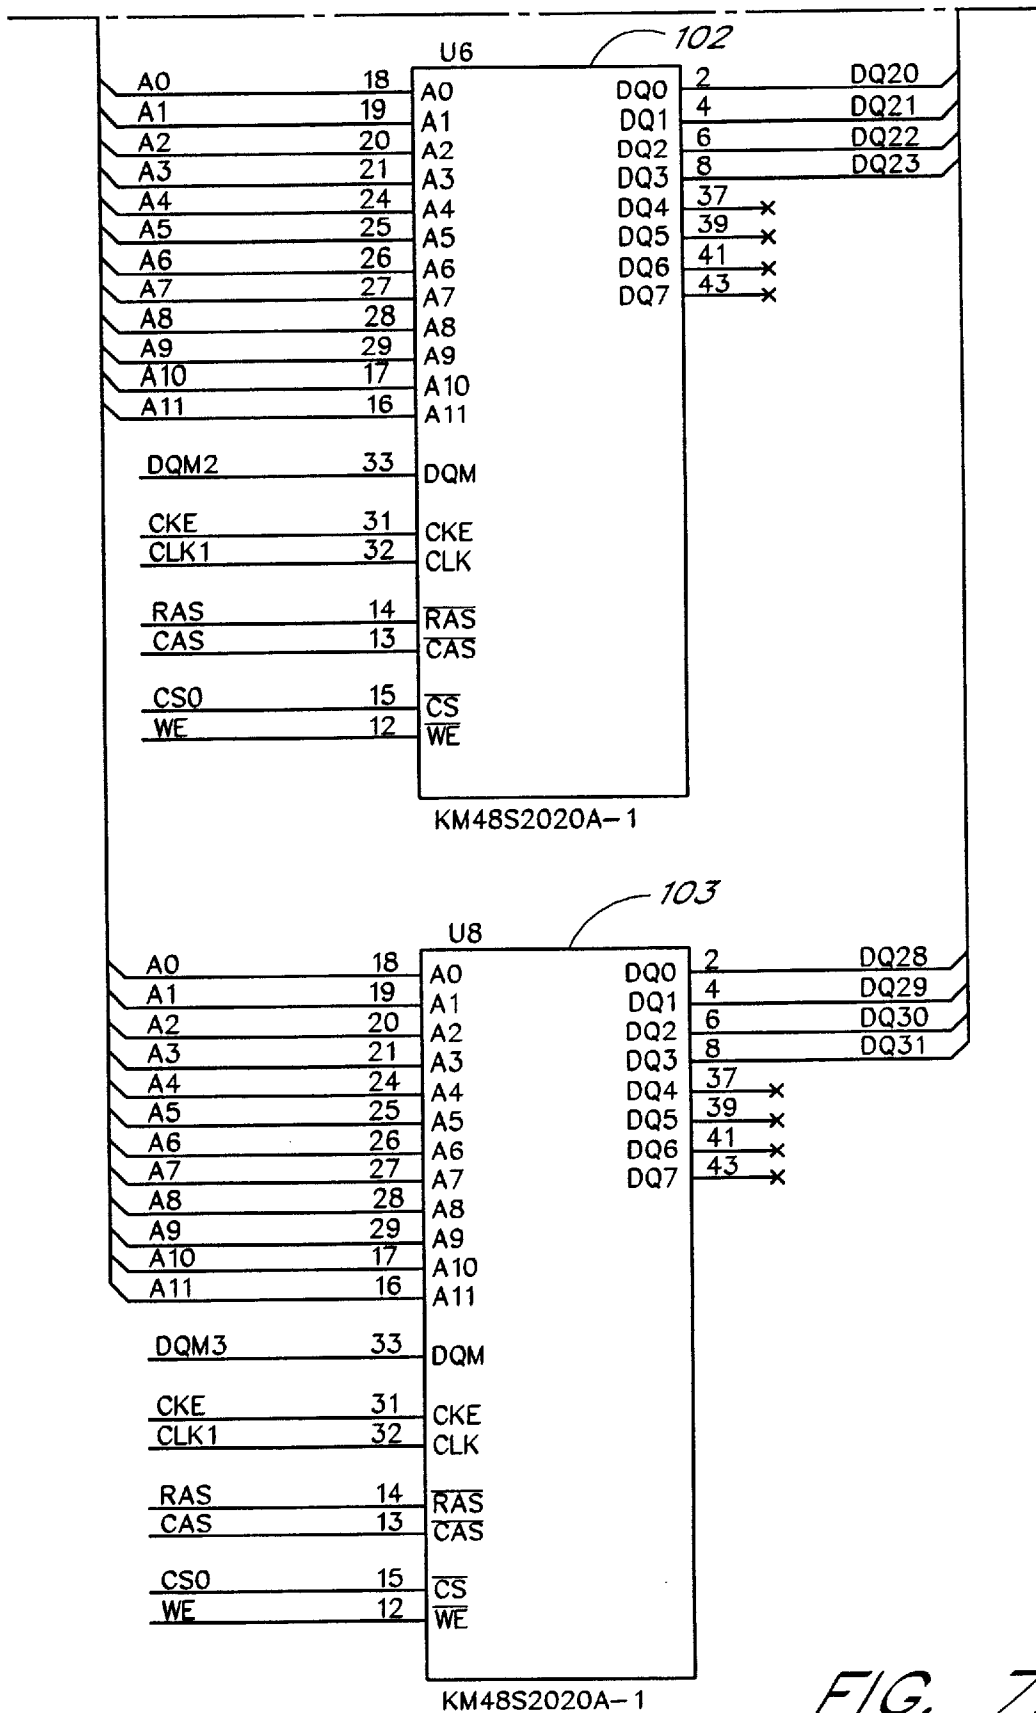 102
U6
A0 18 A0 DQ0 2 DQ20
A1 19 A1 DQ1 4 DQ21
A2 20 A2 DQ2 6 DQ22
A3 21 A3 DQ3 8 DQ23
A4 24 A4 DQ4 37
A5 25 A5 DQ5 39
A6 26 A6 DQ6 41
A7 27 A7 DQ7 43
A8 28 A8
A9 29 A9
A10 17 A10
A11 16 A11
DQM2 33 DQM
CKE 31 CKE
CLK1 32 CLK
RAS 14 RAS
CAS 13 CAS
CS0 15 CS
WE 12 WE
KM48S2020A-1
103
U8
A0 18 A0 DQ0 2 DQ28
A1 19 A1 DQ1 4 DQ29
A2 20 A2 DQ2 6 DQ30
A3 21 A3 DQ3 8 DQ31
A4 24 A4 DQ4 37
A5 25 A5 DQ5 39
A6 26 A6 DQ6 41
A7 27 A7 DQ7 43
A8 28 A8
A9 29 A9
A10 17 A10
A11 16 A11
DQM3 33 DQM
CKE 31 CKE
CLK1 32 CLK
RAS 14 RAS
CAS 13 CAS
CS0 15 CS
WE 12 WE
KM48S2020A-1
FIG. 7